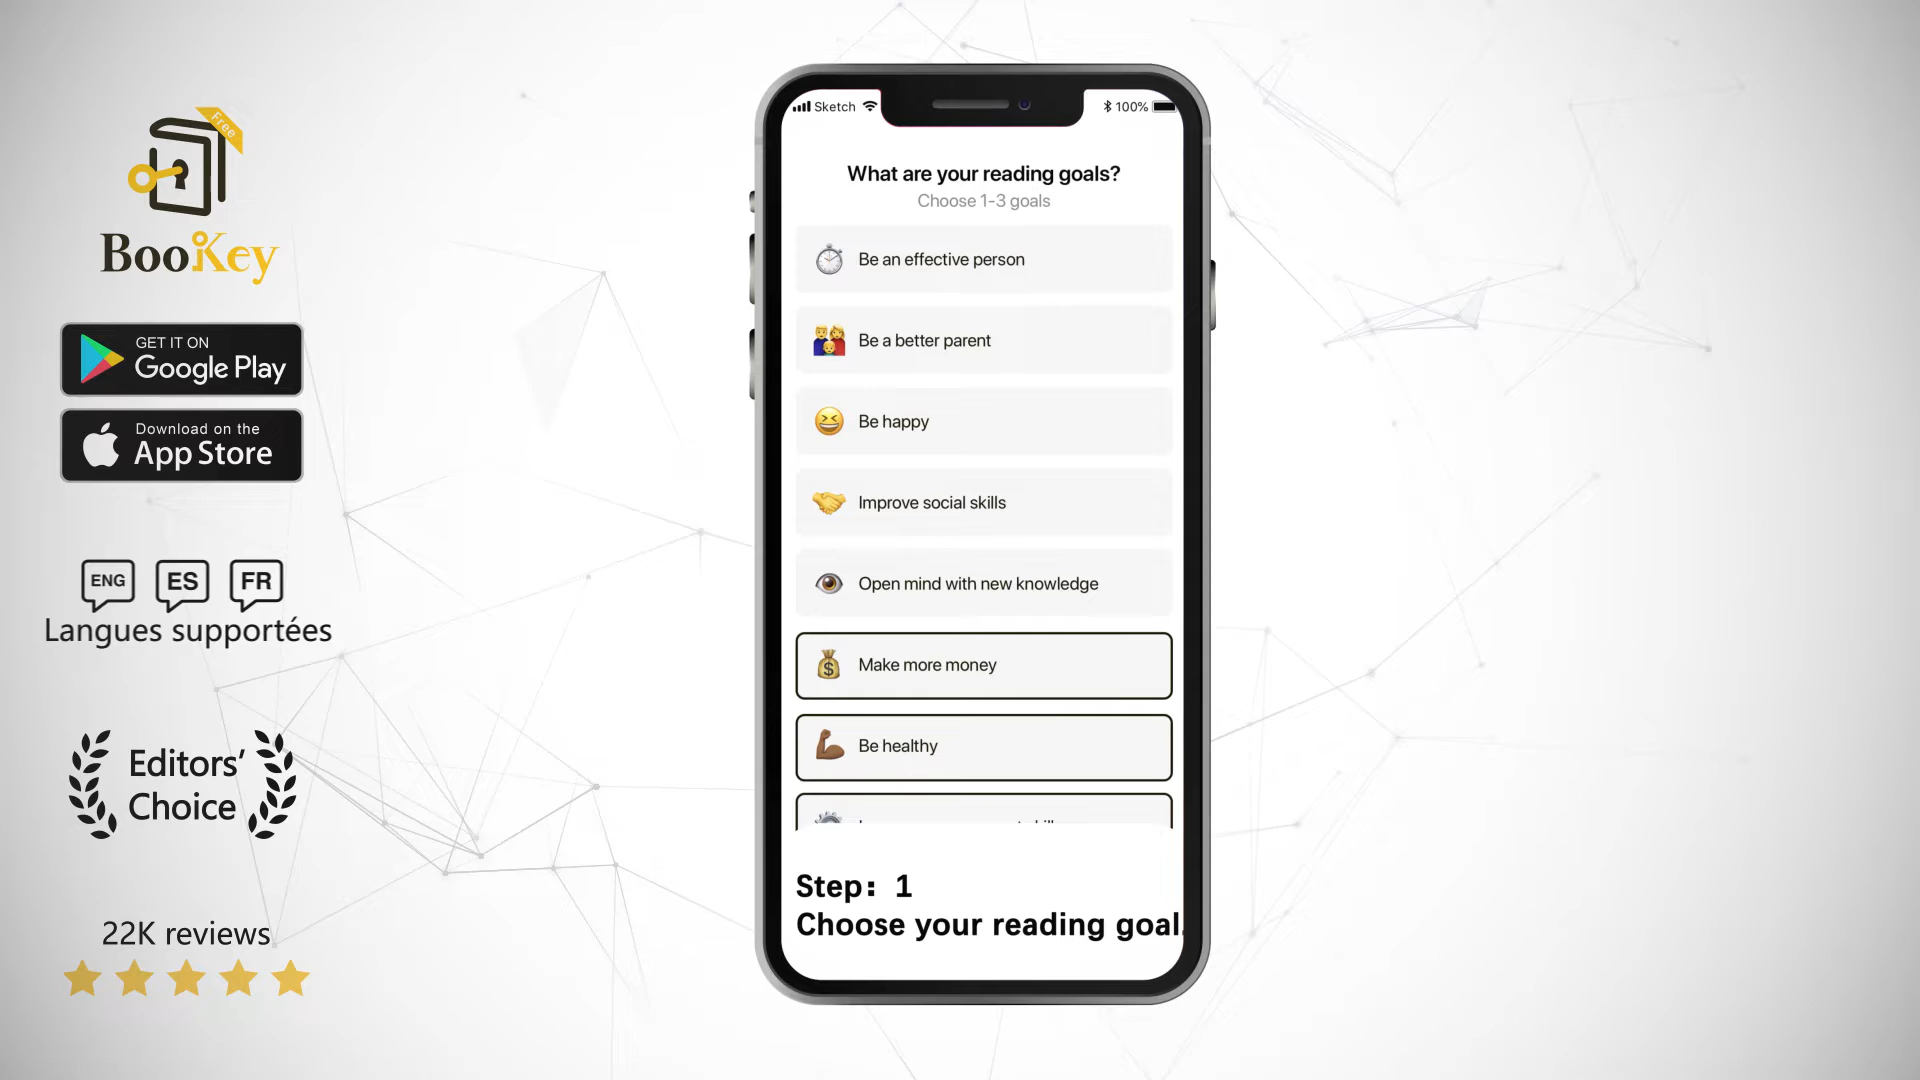 Free
BooKey
GET IT ON
Google Play
Download on the
App Store
ENG ES FR
Langues supportées
Editors’
Choice
22K reviews
Sketch 100%
What are your reading goals?
Choose 1-3 goals
Be an effective person
Be a better parent
Be happy
Improve social skills
Open mind with new knowledge
Make more money
Be healthy
Step: 1
Choose your reading goal.